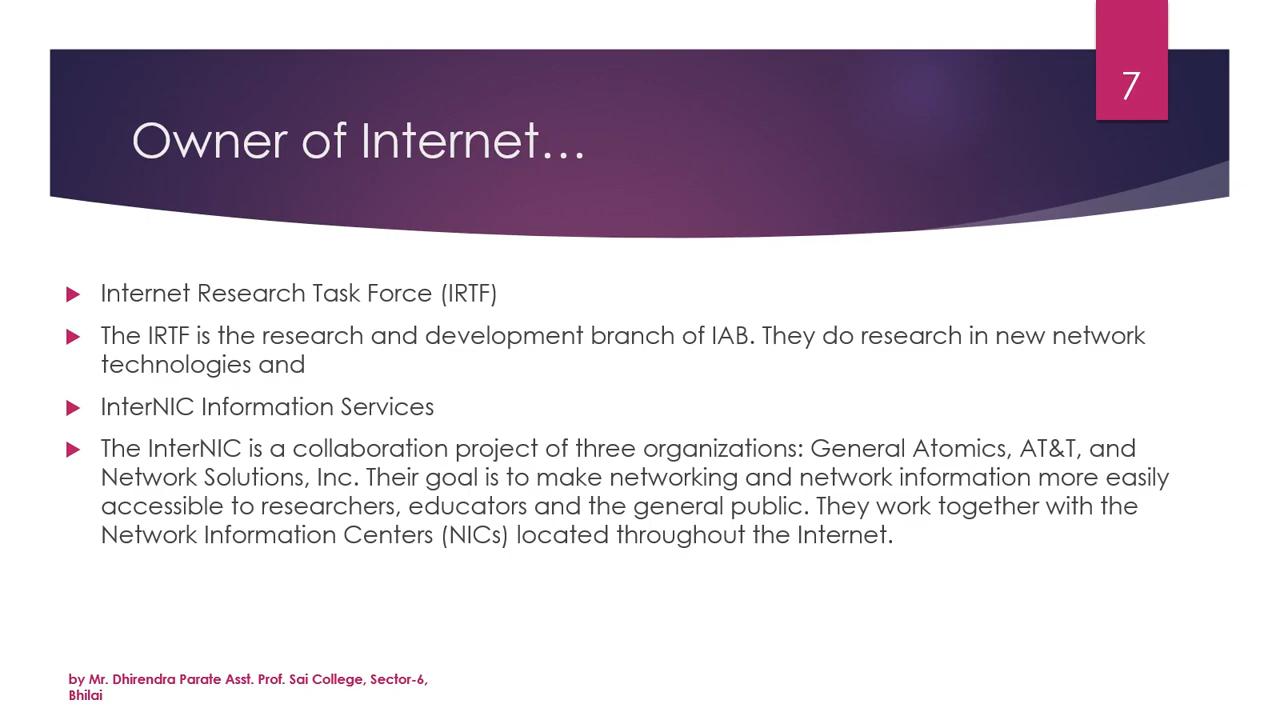 7
Owner of Internet…
Internet Research Task Force (IRTF)
The IRTF is the research and development branch of IAB. They do research in new network
technologies and
InterNIC Information Services
The InterNIC is a collaboration project of three organizations: General Atomics, AT&T, and
Network Solutions, Inc. Their goal is to make networking and network information more easily
accessible to researchers, educators and the general public. They work together with the
Network Information Centers (NICs) located throughout the Internet.
by Mr. Dhirendra Parate Asst. Prof. Sai College, Sector-6,
Bhilai